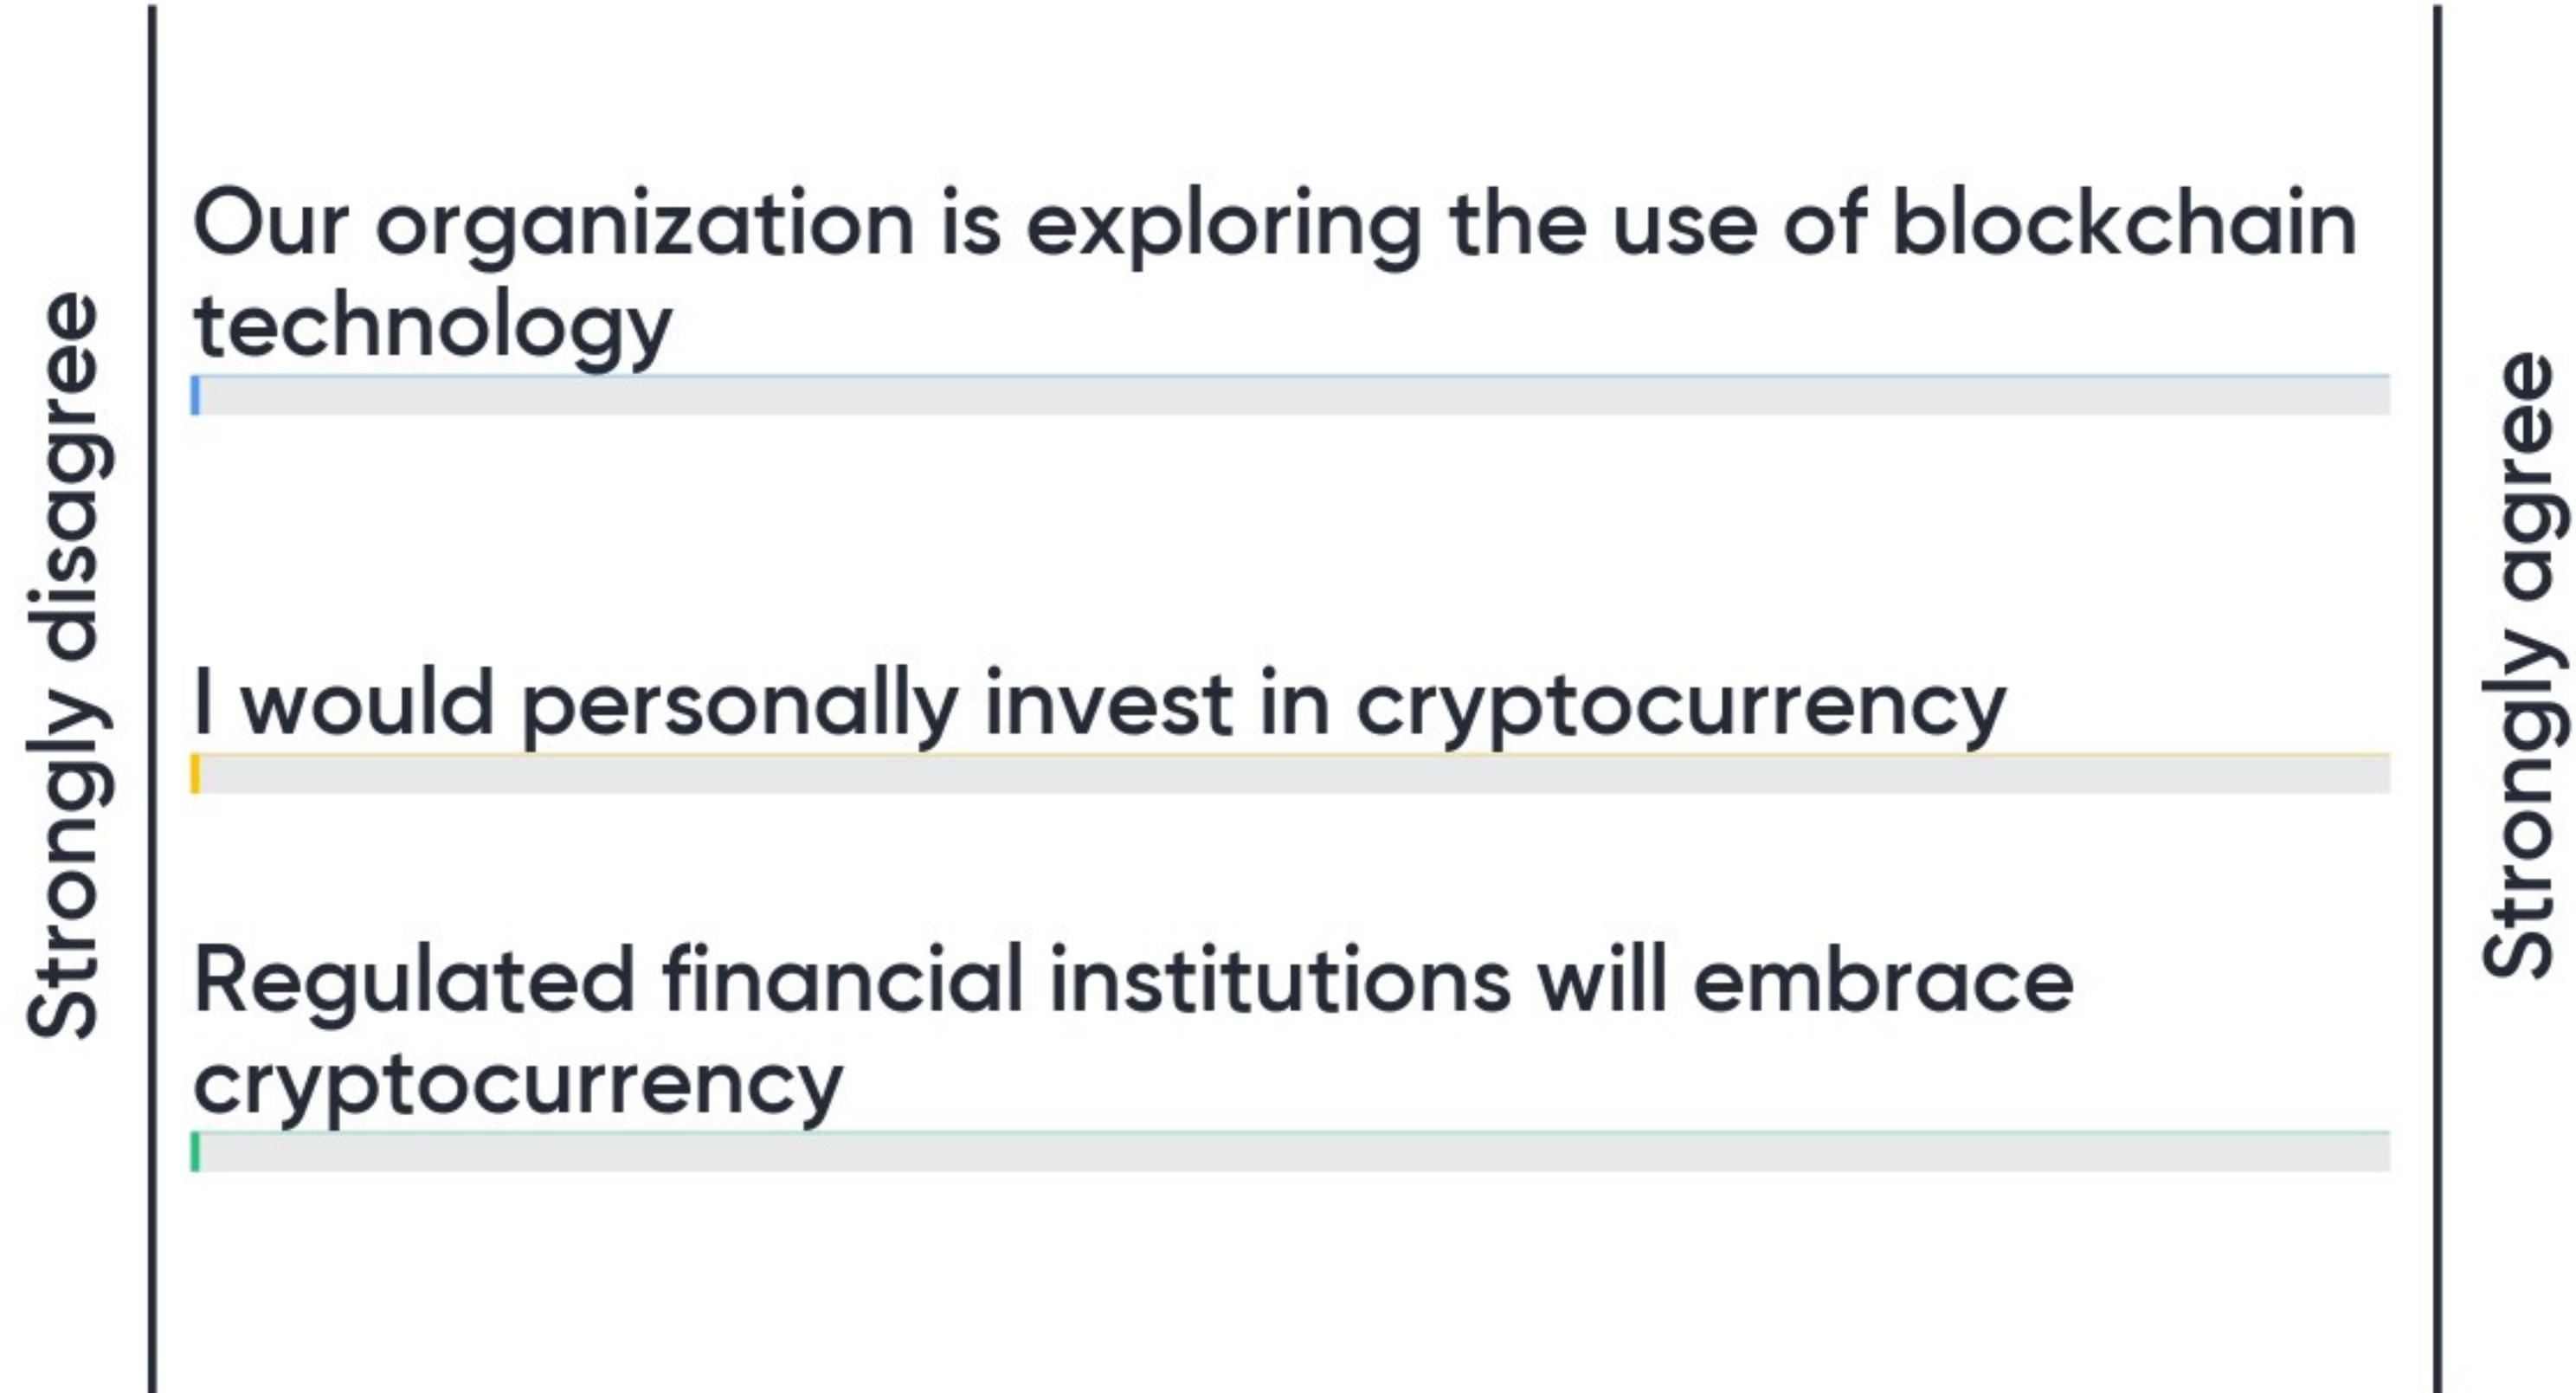 Strongly disagree
Our organization is exploring the use of blockchain
technology
I would personally invest in cryptocurrency
Regulated financial institutions will embrace
cryptocurrency
Strongly agree